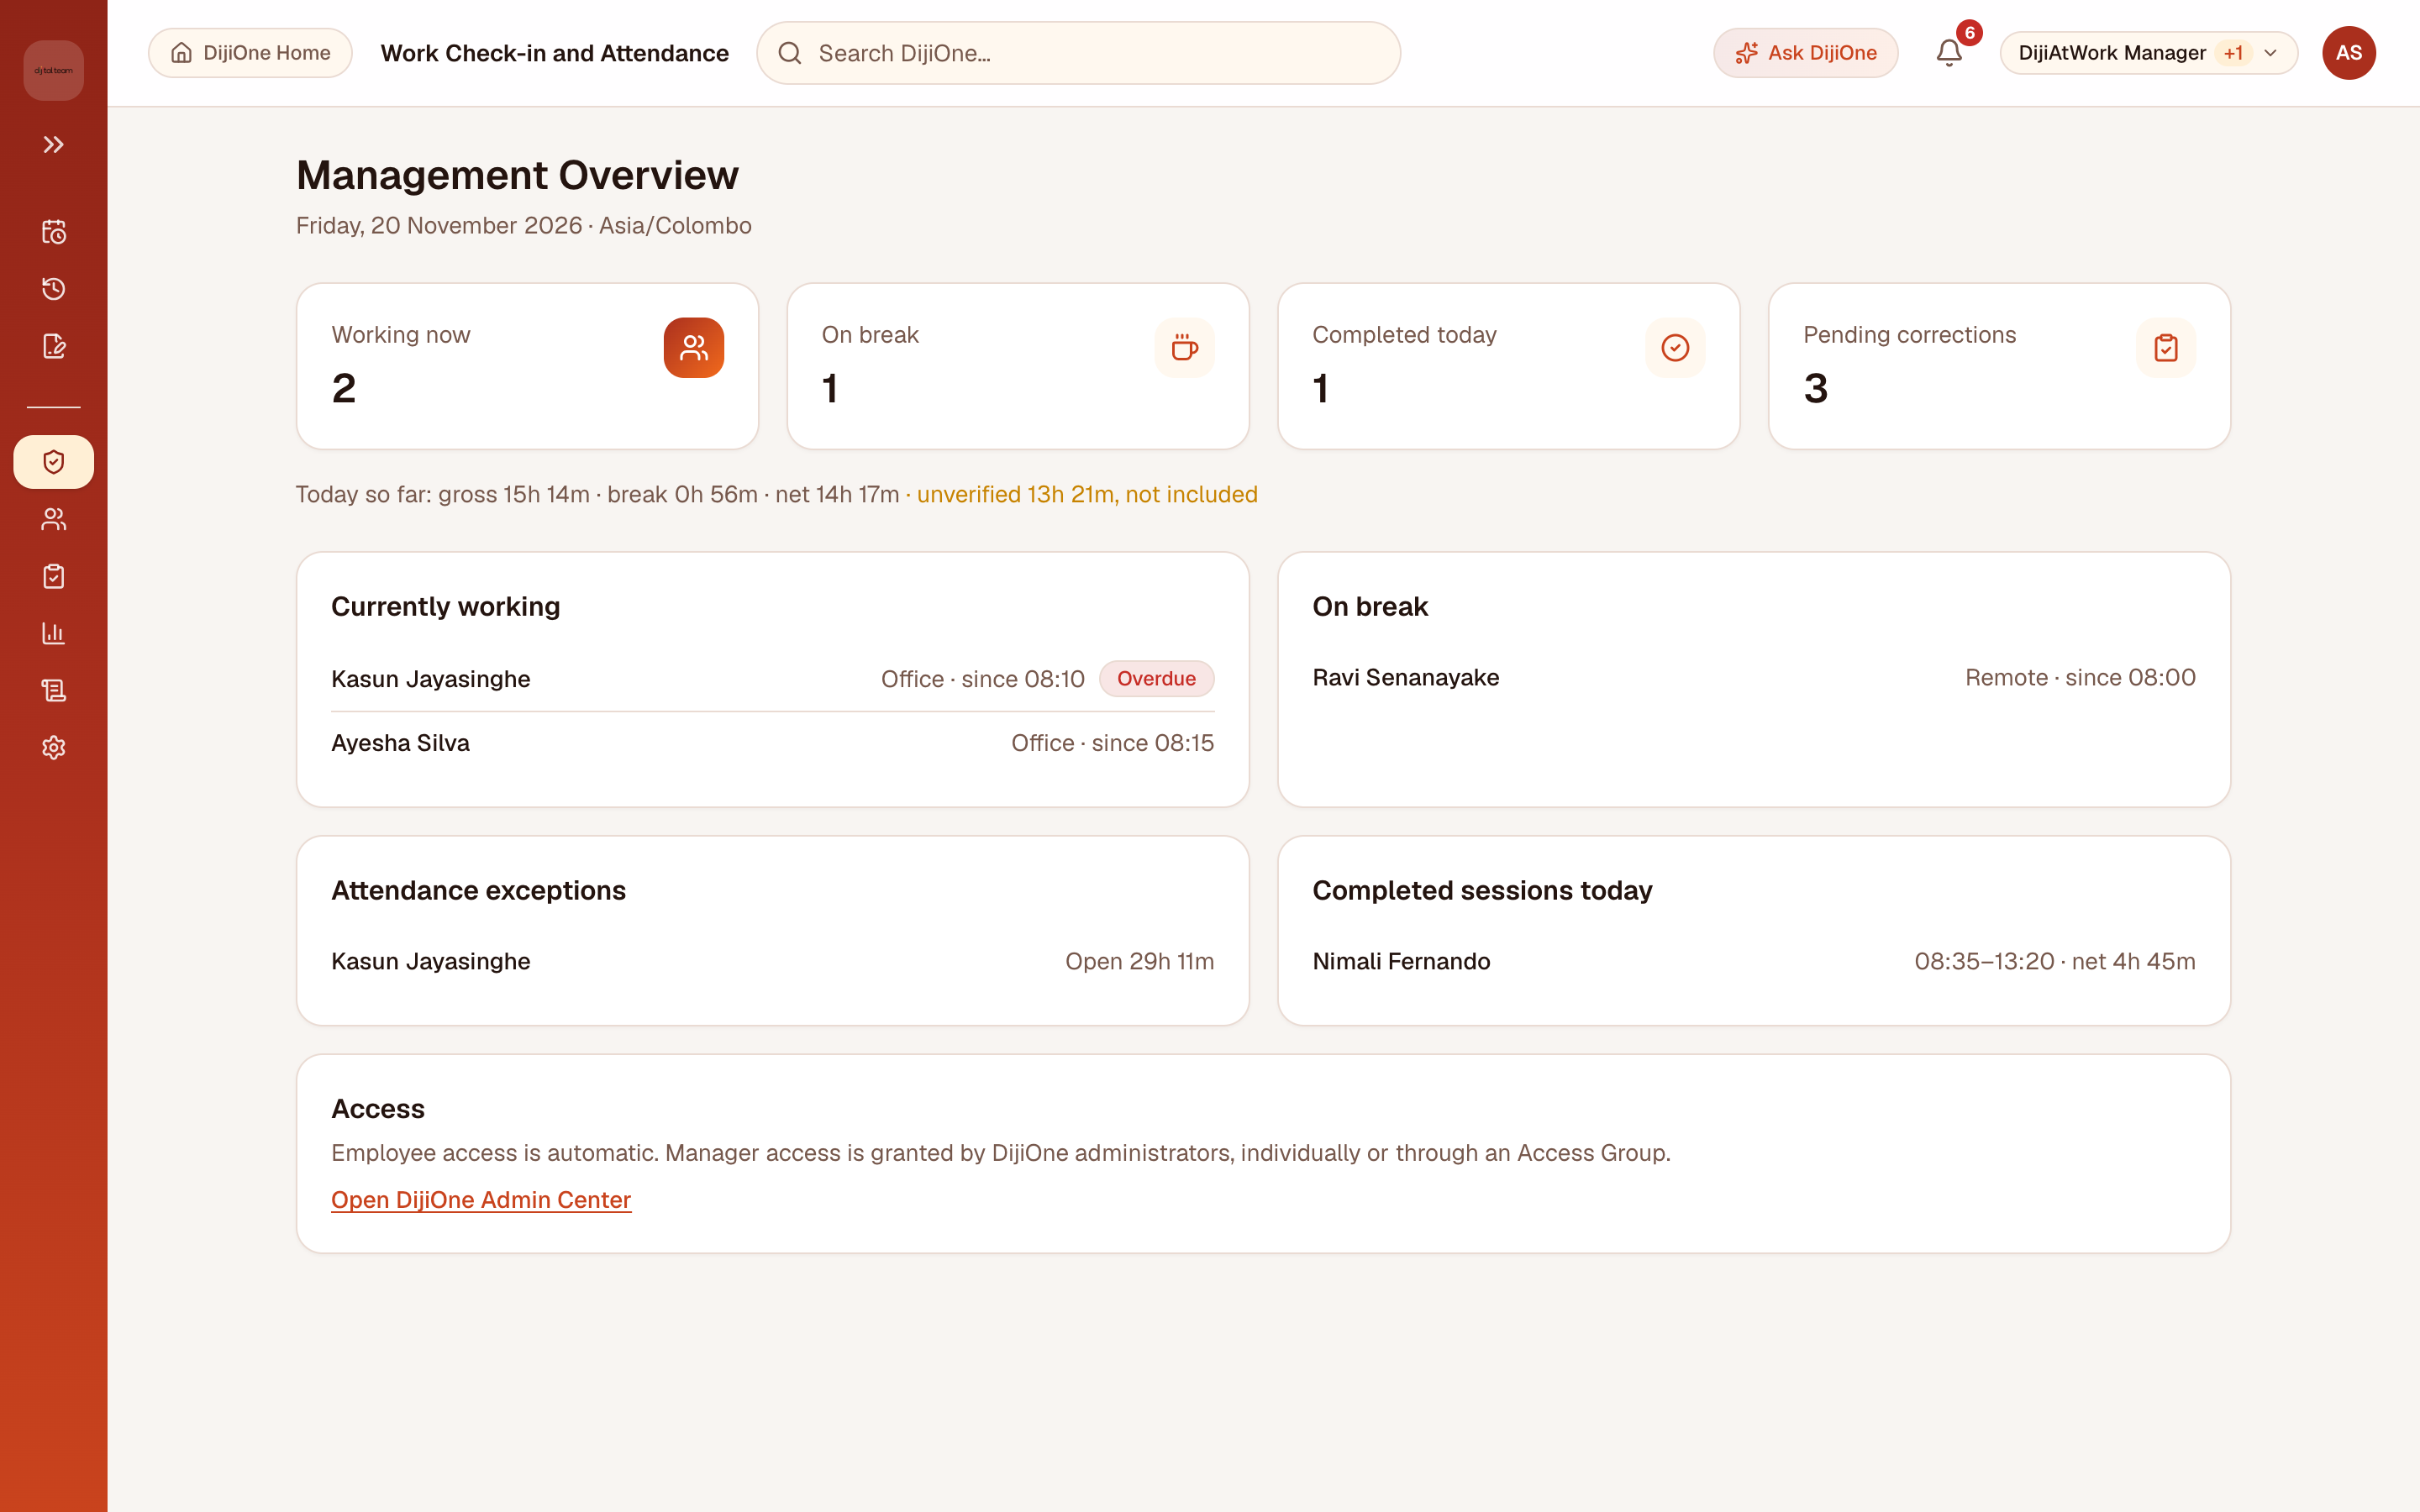 dijital team
DijiOne Home
Work Check-in and Attendance
Search DijiOne...
Ask DijiOne
6
DijiAtWork Manager +1
AS
Management Overview
Friday, 20 November 2026 · Asia/Colombo
Working now
2
On break
1
Completed today
1
Pending corrections
3
Today so far: gross 15h 14m · break 0h 56m · net 14h 17m · unverified 13h 21m, not included
Currently working
Kasun Jayasinghe
Office · since 08:10
Overdue
Ayesha Silva
Office · since 08:15
On break
Ravi Senanayake
Remote · since 08:00
Attendance exceptions
Kasun Jayasinghe
Open 29h 11m
Completed sessions today
Nimali Fernando
08:35–13:20 · net 4h 45m
Access
Employee access is automatic. Manager access is granted by DijiOne administrators, individually or through an Access Group.
Open DijiOne Admin Center